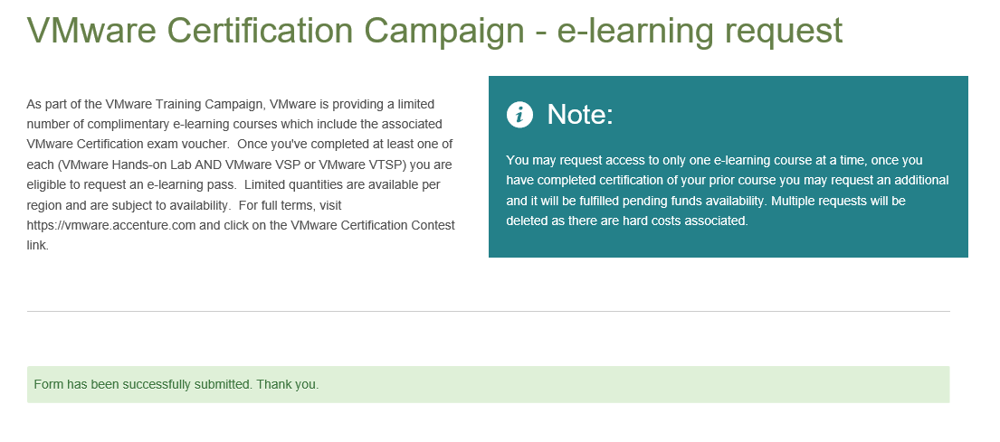 VMware Certification Campaign - e-learning request
As part of the VMware Training Campaign, VMware is providing a limited
number of complimentary e-learning courses which include the associated
VMware Certification exam voucher.  Once you've completed at least one of
each (VMware Hands-on Lab AND VMware VSP or VMware VTSP) you are
eligible to request an e-learning pass.  Limited quantities are available per
region and are subject to availability.  For full terms, visit
https://vmware.accenture.com and click on the VMware Certification Contest
link.
Note:
You may request access to only one e-learning course at a time, once you
have completed certification of your prior course you may request an additional
and it will be fulfilled pending funds availability. Multiple requests will be
deleted as there are hard costs associated.
Form has been successfully submitted. Thank you.